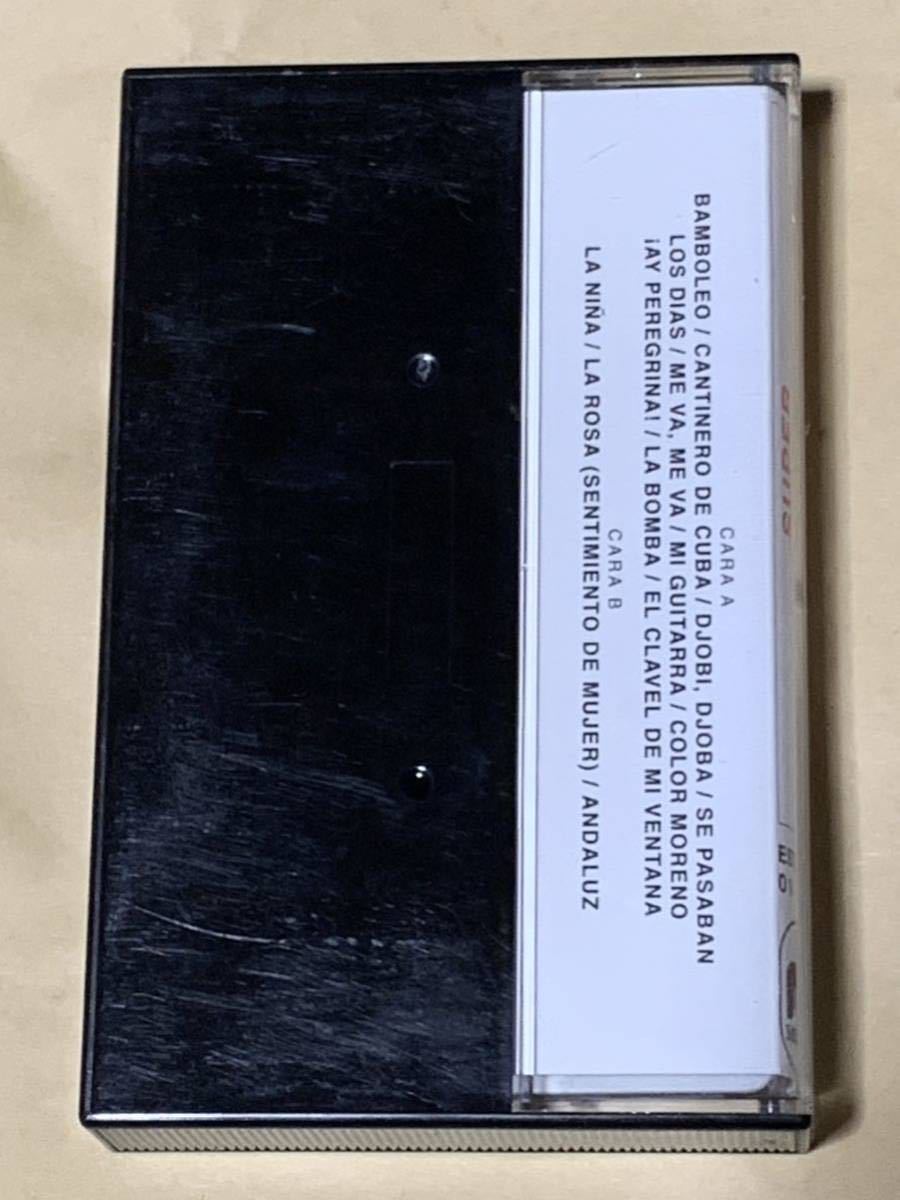 CARA A
BAMBOLEO / CANTINERO DE CUBA / DJOBI, DJOBA / SE PASABAN
LOS DIAS / ME VA, ME VA / MI GUITARRA / COLOR MORENO
¡AY PEREGRINA! / LA BOMBA / EL CLAVEL DE MI VENTANA
CARA B
LA NIÑA / LA ROSA (SENTIMIENTO DE MUJER) / ANDALUZ